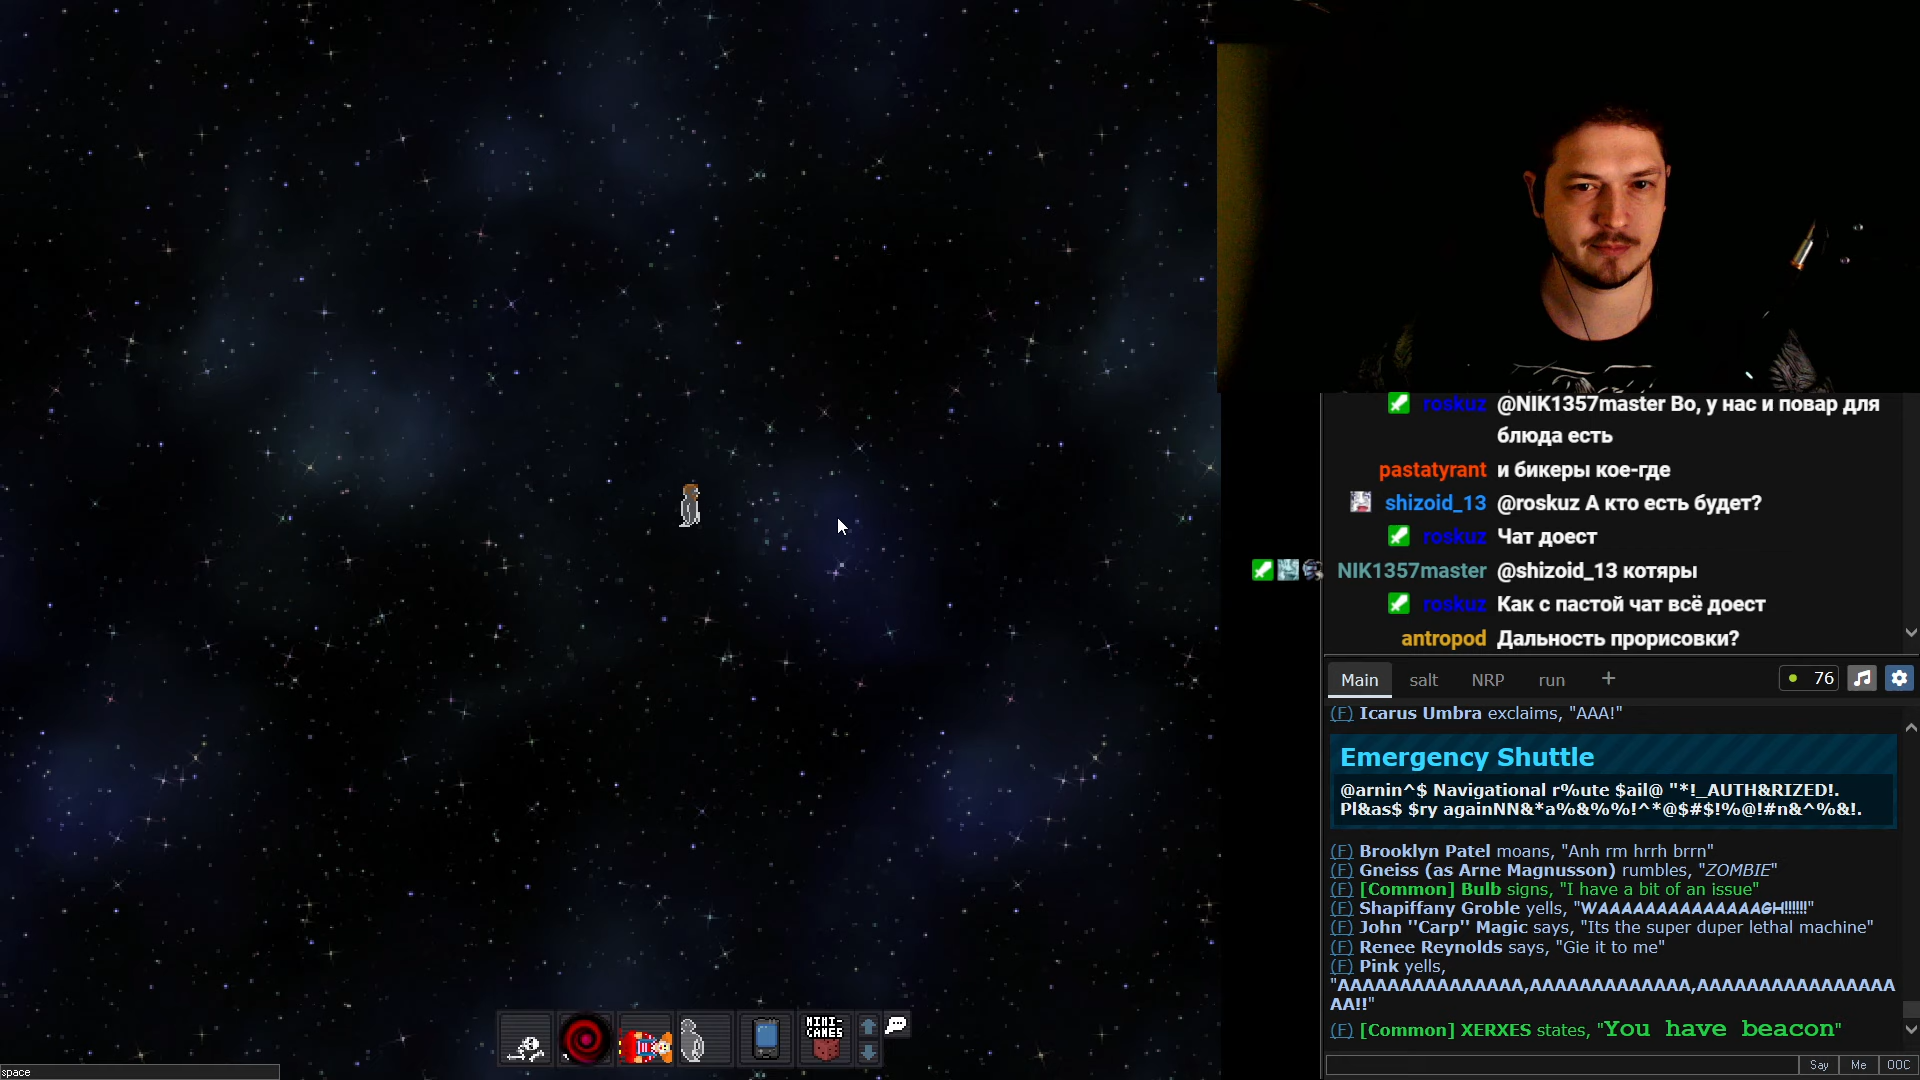 roskuz @NIK1357master Во, у нас и повар для
блюда есть
pastatyrant и бикеры кое-где
shizoid_13 @roskuz А кто есть будет?
roskuz Чат доест
NIK1357master @shizoid_13 котяры
roskuz Как с пастой чат всё доест
antropod Дальность прорисовки?
Main salt NRP run + 76
(F) Icarus Umbra exclaims, "AAA!"
Emergency Shuttle
@arnin^$ Navigational r%ute $ail@ "*!_AUTH&RIZED!.
Pl&as$ $ry againNN&*a%&%%!^*@$#$!%@!#n&^%&!.
(F) Brooklyn Patel moans, "Anh rm hrrh brrn"
(F) Gneiss (as Arne Magnusson) rumbles, "ZOMBIE"
(F) [Common] Bulb signs, "I have a bit of an issue"
(F) Shapiffany Groble yells, "WAAAAAAAAAAAAAAGH!!!!!!"
(F) John "Carp" Magic says, "Its the super duper lethal machine"
(F) Renee Reynolds says, "Gie it to me"
(F) Pink yells,
"AAAAAAAAAAAAAAA,AAAAAAAAAAAAA,AAAAAAAAAAAAAAAA
AA!!"
(F) [Common] XERXES states, "You have beacon"
MINI-
GAMES
Say Me OOC
space